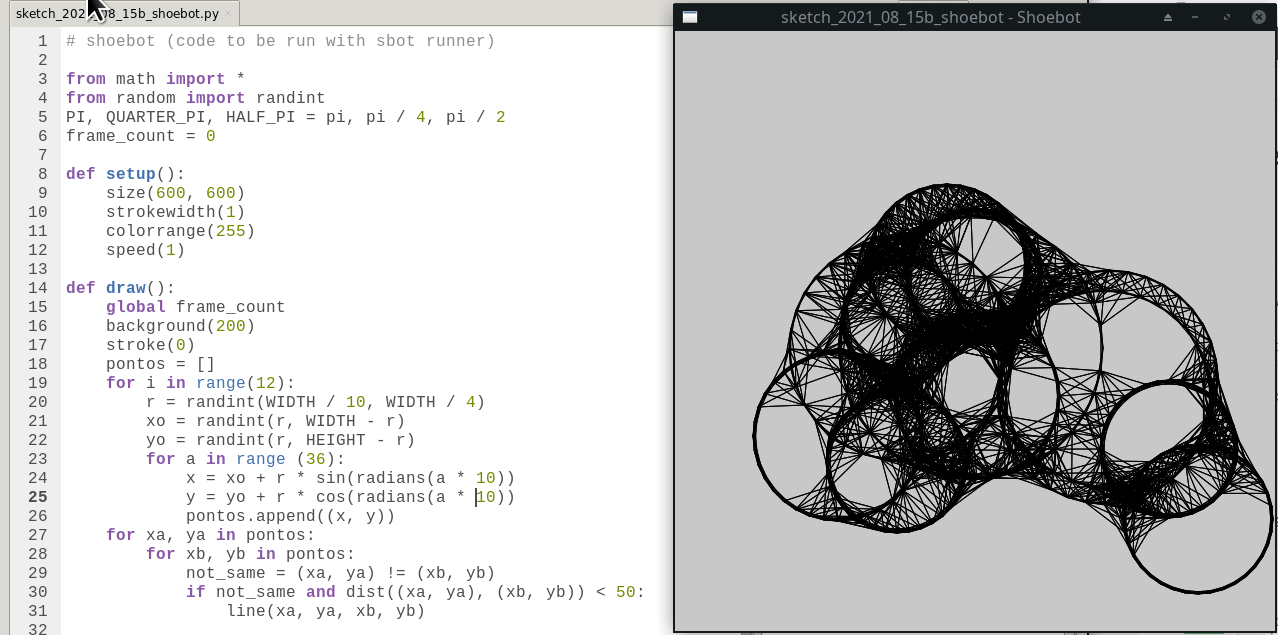 sketch_2021_08_15b_shoebot.py
1 # shoebot (code to be run with sbot runner)
2
3 from math import *
4 from random import randint
5 PI, QUARTER_PI, HALF_PI = pi, pi / 4, pi / 2
6 frame_count = 0
7
8 def setup():
9     size(600, 600)
10     strokewidth(1)
11     colorrange(255)
12     speed(1)
13
14 def draw():
15     global frame_count
16     background(200)
17     stroke(0)
18     pontos = []
19     for i in range(12):
20         r = randint(WIDTH / 10, WIDTH / 4)
21         xo = randint(r, WIDTH - r)
22         yo = randint(r, HEIGHT - r)
23         for a in range (36):
24             x = xo + r * sin(radians(a * 10))
25             y = yo + r * cos(radians(a * 10))
26             pontos.append((x, y))
27     for xa, ya in pontos:
28         for xb, yb in pontos:
29             not_same = (xa, ya) != (xb, yb)
30             if not_same and dist((xa, ya), (xb, yb)) < 50:
31                 line(xa, ya, xb, yb)
32
sketch_2021_08_15b_shoebot - Shoebot